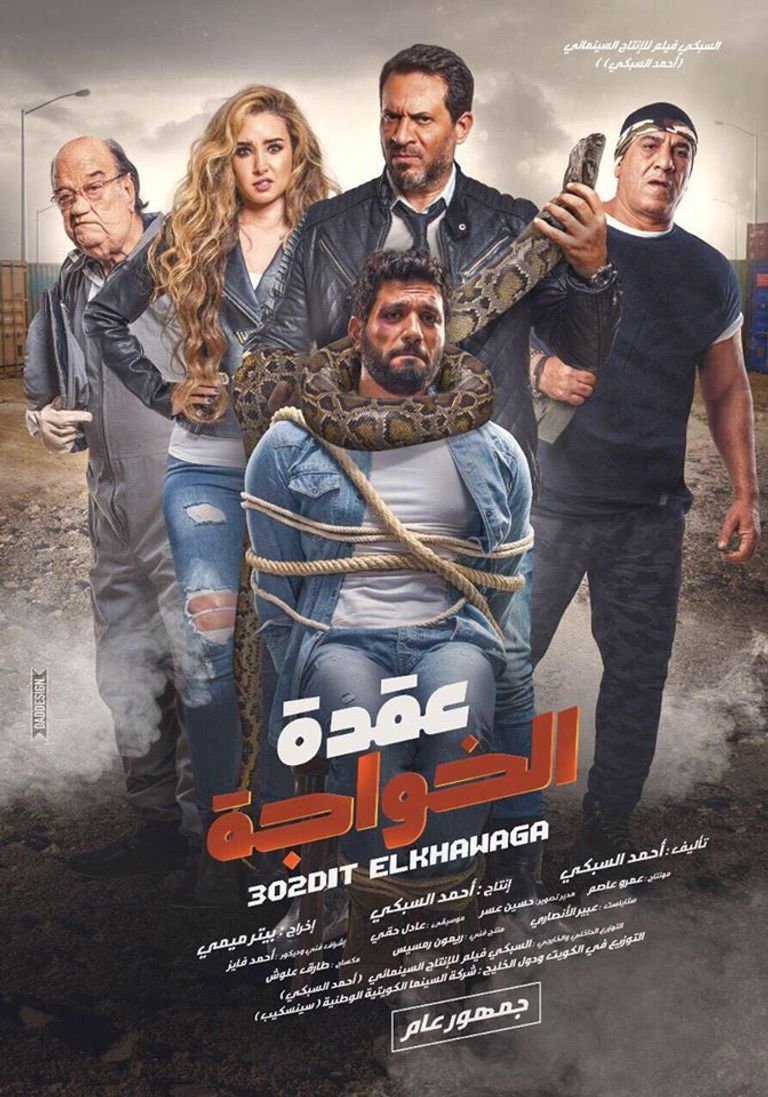 السبكي فيلم للإنتاج السينمائي
(أحمد السبكي)
DADDESIGN
عقدة
الخواجة
302DIT ELKHAWAGA
تأليف : أحمد السبكي إنتاج : أحمد السبكي إخراج : بيتر ميمي
مونتاج : عمرو عاصم مدير تصوير : حسين عسر موسيقى : عادل حقي إشراف فني وديكور : أحمد فايز
ستايلست : عبير الأنصاري منتج فني : ريمون رمسيس مكساج : طارق علوش
التوزيع الداخلي والخارجي : السبكي فيلم للإنتاج السينمائي (أحمد السبكي)
التوزيع في الكويت ودول الخليج : شركة السينما الكويتية الوطنية (سينسكيب)
جمهور عام